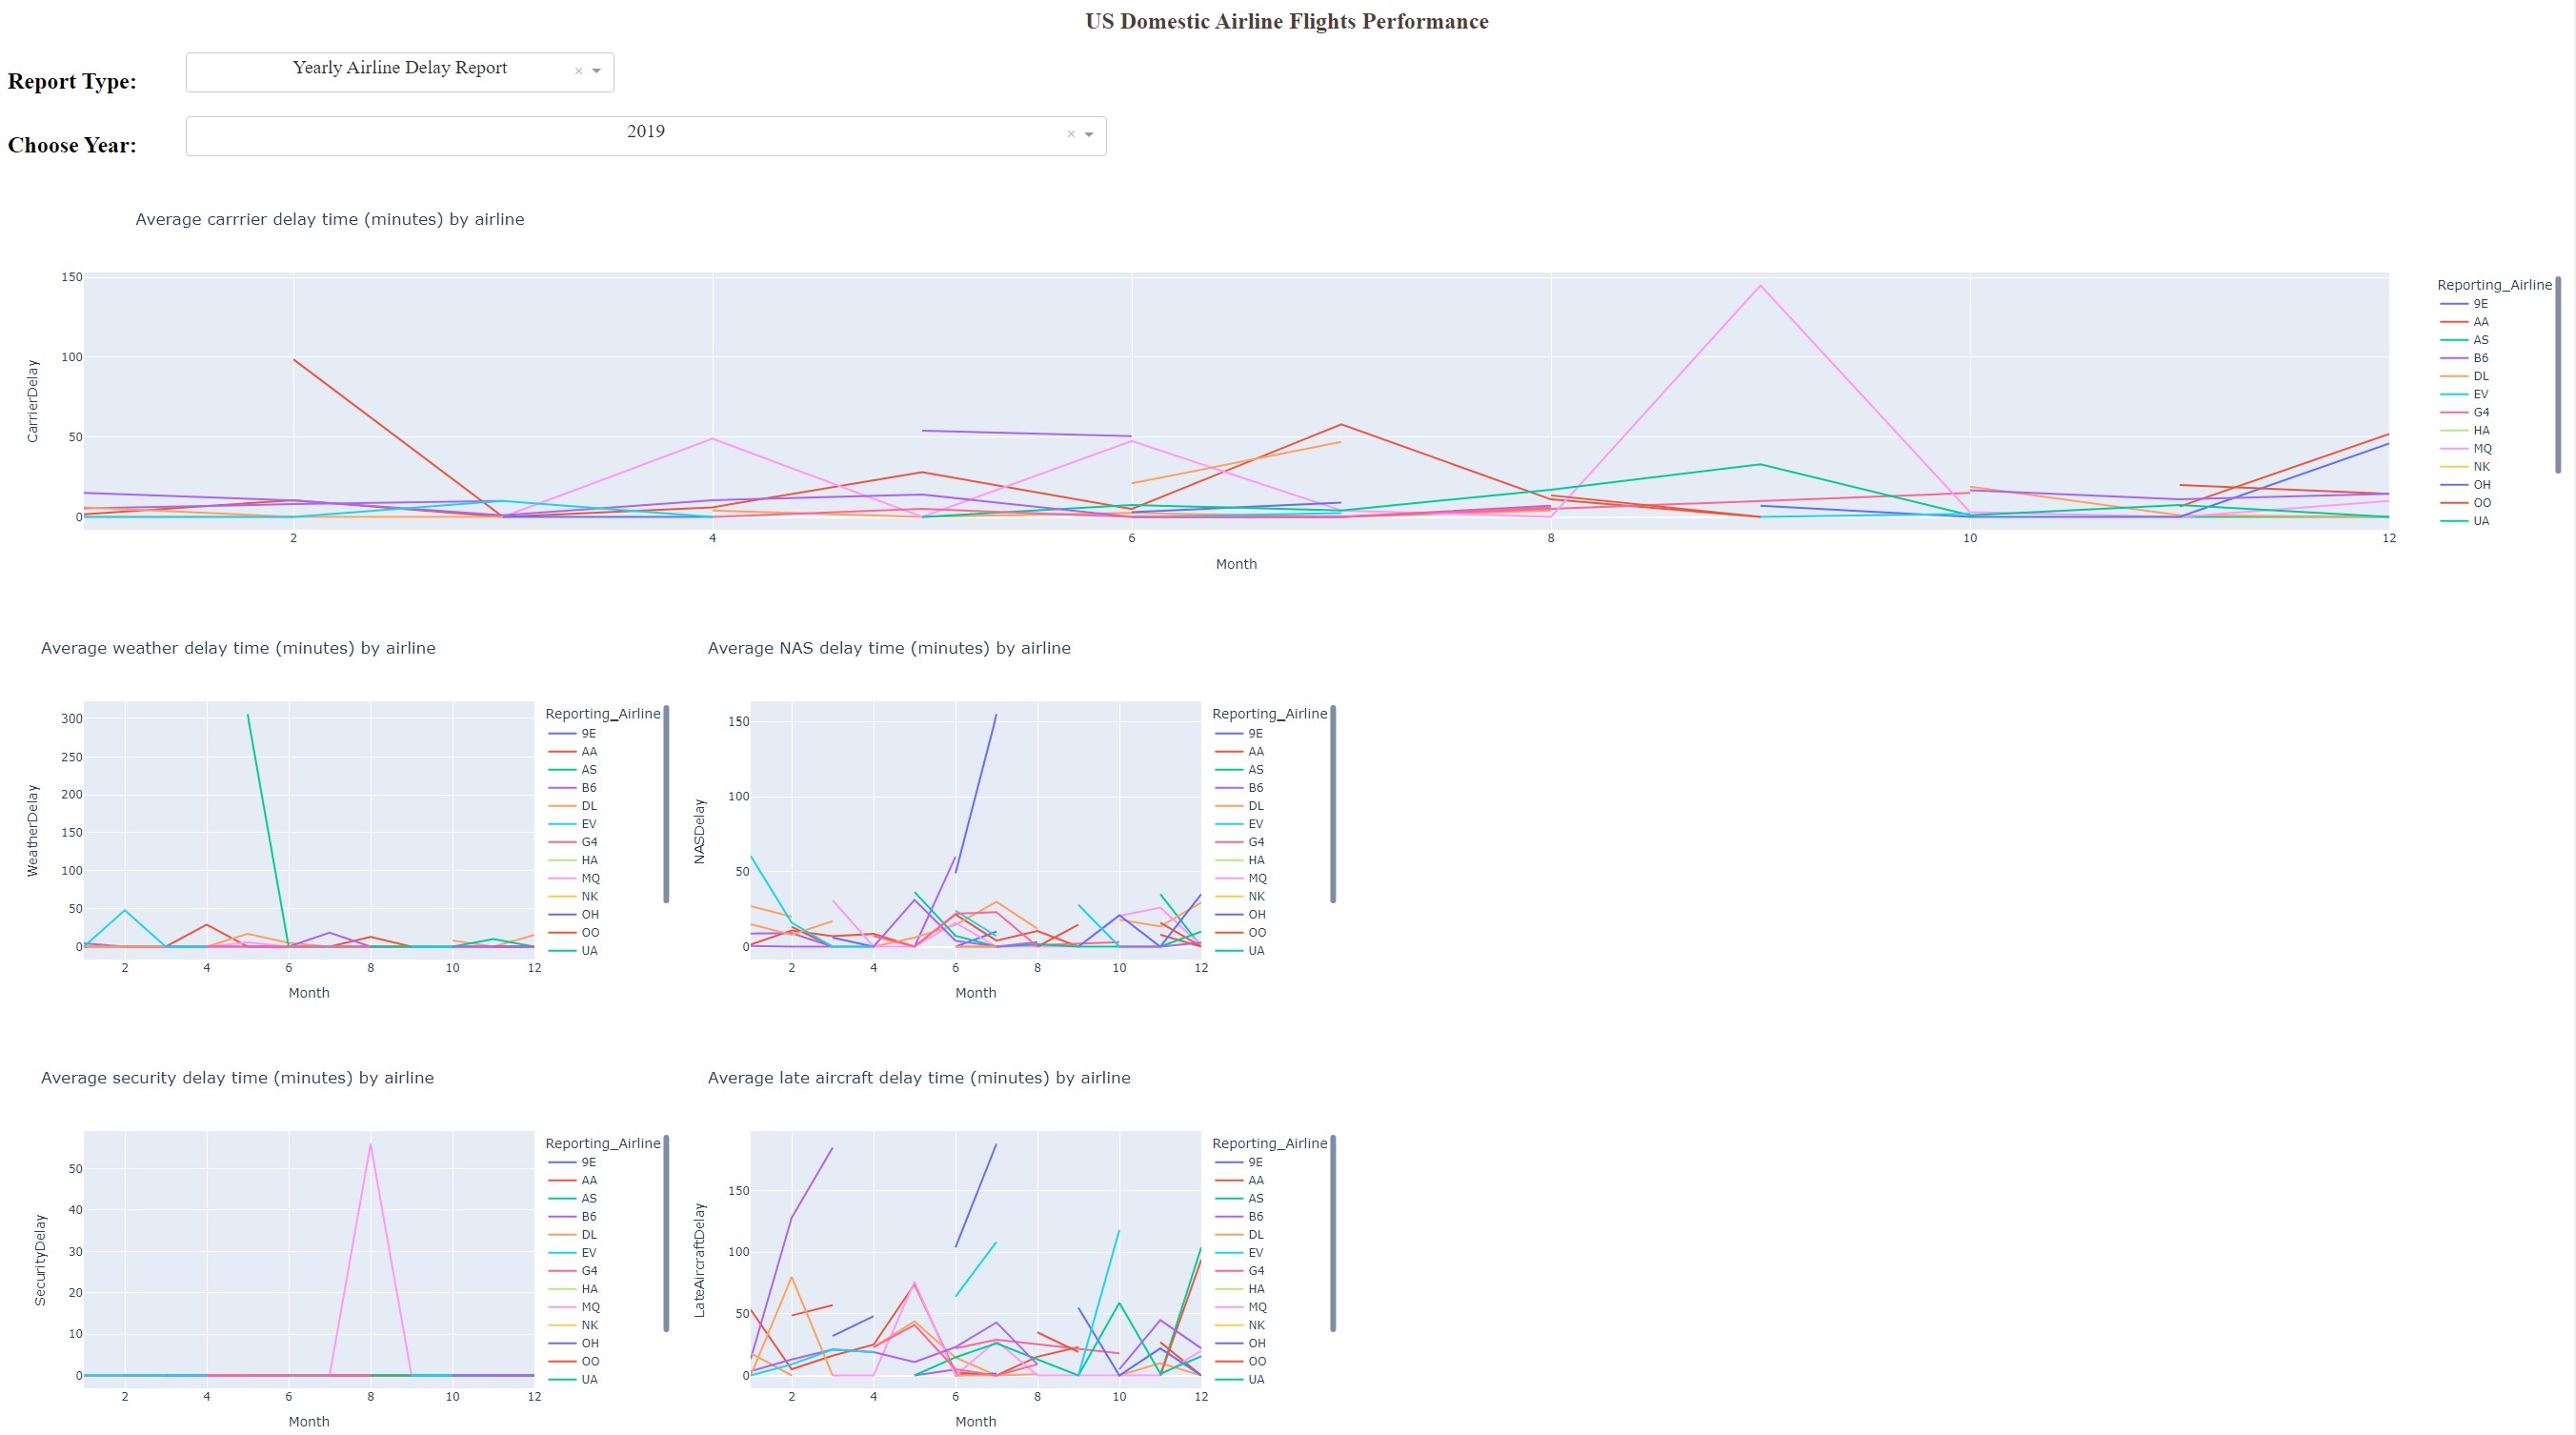 US Domestic Airline Flights Performance
Report Type:
Yearly Airline Delay Report
×
Choose Year:
2019
×
Average carrrier delay time (minutes) by airline
150
100
50
0
CarrierDelay
2 4 6 8 10 12
Month
Reporting_Airline
9E
AA
AS
B6
DL
EV
G4
HA
MQ
NK
OH
OO
UA
Average weather delay time (minutes) by airline
300
250
200
150
100
50
0
WeatherDelay
2 4 6 8 10 12
Month
Reporting_Airline
9E
AA
AS
B6
DL
EV
G4
HA
MQ
NK
OH
OO
UA
Average NAS delay time (minutes) by airline
150
100
50
0
NASDelay
2 4 6 8 10 12
Month
Reporting_Airline
9E
AA
AS
B6
DL
EV
G4
HA
MQ
NK
OH
OO
UA
Average security delay time (minutes) by airline
50
40
30
20
10
0
SecurityDelay
2 4 6 8 10 12
Month
Reporting_Airline
9E
AA
AS
B6
DL
EV
G4
HA
MQ
NK
OH
OO
UA
Average late aircraft delay time (minutes) by airline
150
100
50
0
LateAircraftDelay
2 4 6 8 10 12
Month
Reporting_Airline
9E
AA
AS
B6
DL
EV
G4
HA
MQ
NK
OH
OO
UA